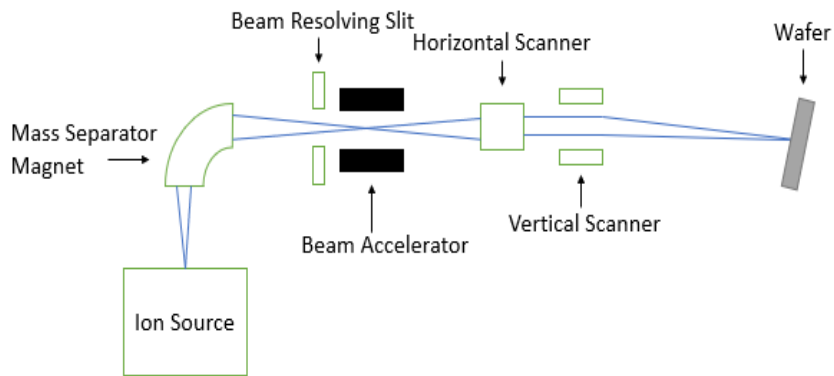 Beam Resolving Slit
Horizontal Scanner
Wafer
Mass Separator
Magnet
Beam Accelerator
Vertical Scanner
Ion Source